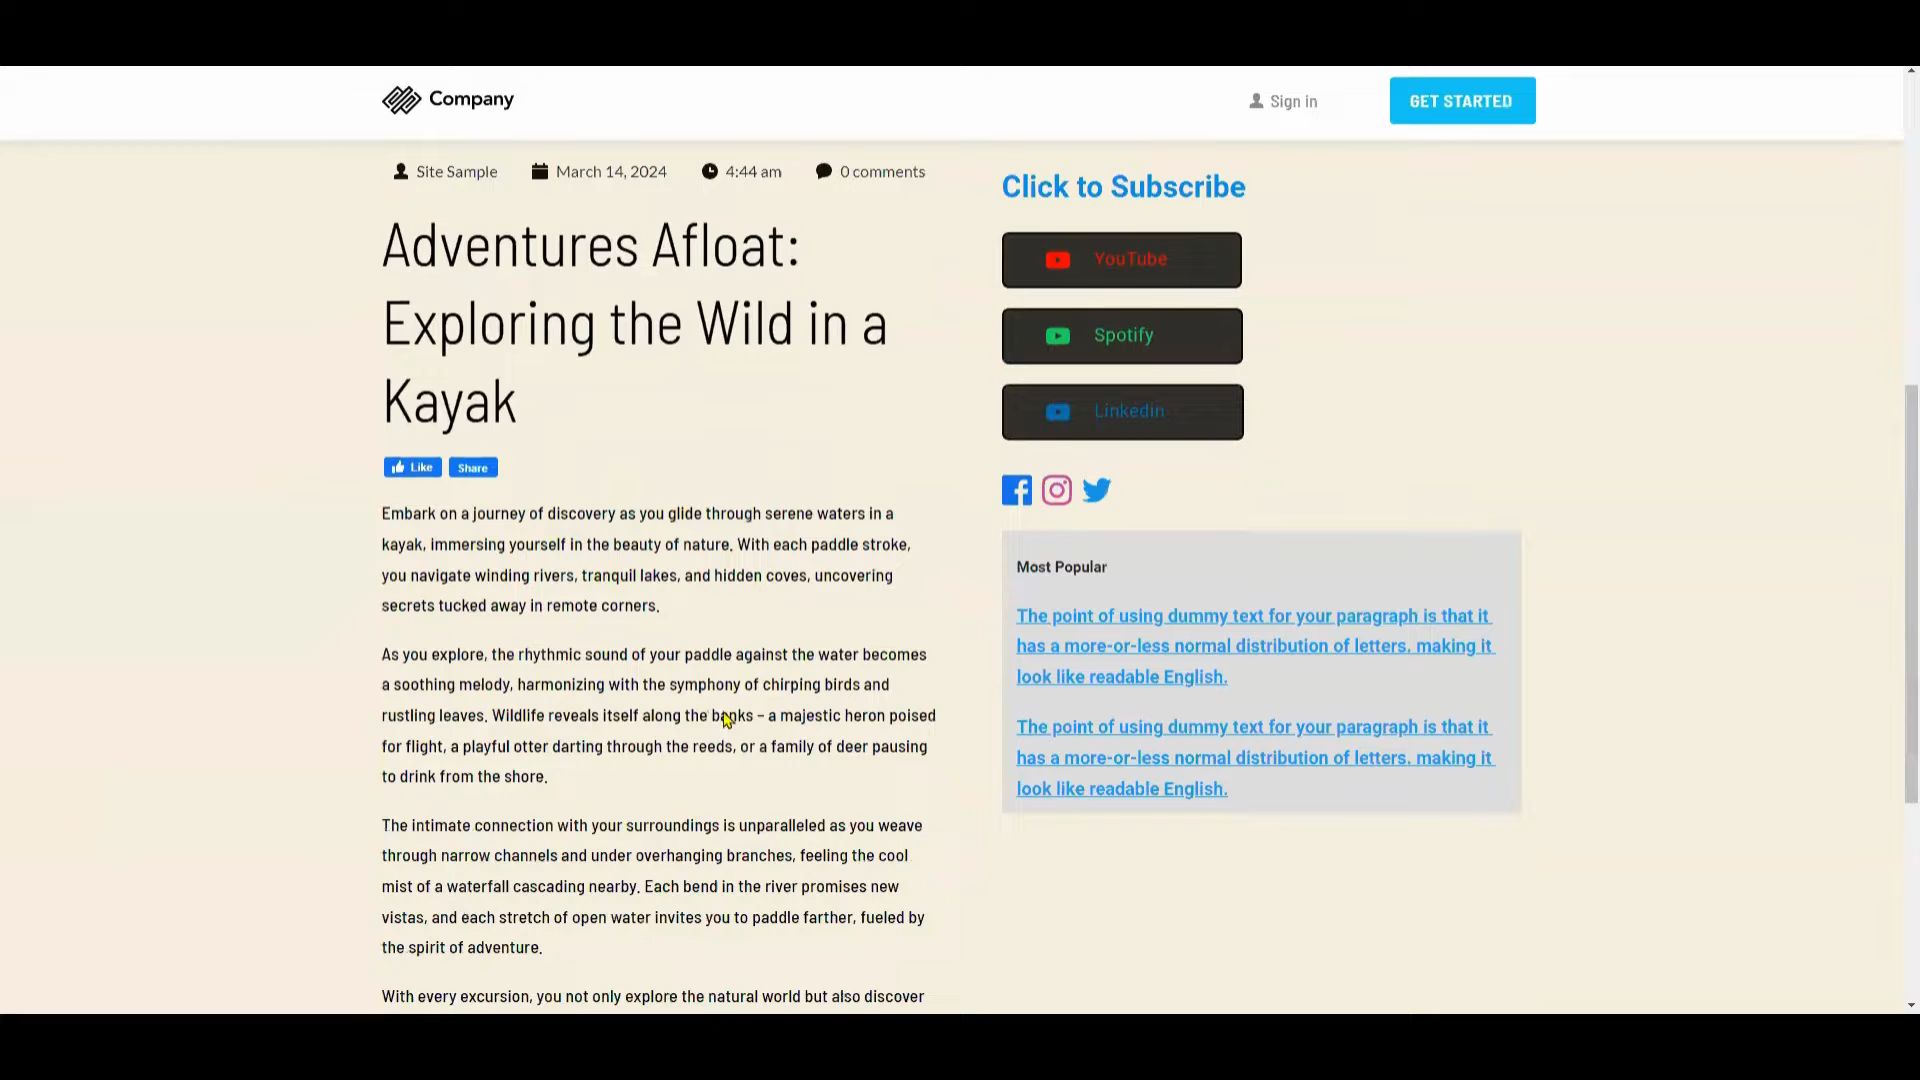 Company
Sign in
GET STARTED
Site Sample
March 14, 2024
4:44 am
0 comments
Adventures Afloat:
Exploring the Wild in a
Kayak
Like
Share
Embark on a journey of discovery as you glide through serene waters in a
kayak, immersing yourself in the beauty of nature. With each paddle stroke,
you navigate winding rivers, tranquil lakes, and hidden coves, uncovering
secrets tucked away in remote corners.
As you explore, the rhythmic sound of your paddle against the water becomes
a soothing melody, harmonizing with the symphony of chirping birds and
rustling leaves. Wildlife reveals itself along the banks – a majestic heron poised
for flight, a playful otter darting through the reeds, or a family of deer pausing
to drink from the shore.
The intimate connection with your surroundings is unparalleled as you weave
through narrow channels and under overhanging branches, feeling the cool
mist of a waterfall cascading nearby. Each bend in the river promises new
vistas, and each stretch of open water invites you to paddle farther, fueled by
the spirit of adventure.
With every excursion, you not only explore the natural world but also discover
Click to Subscribe
YouTube
Spotify
Linkedin
Most Popular
The point of using dummy text for your paragraph is that it
has a more-or-less normal distribution of letters. making it
look like readable English.
The point of using dummy text for your paragraph is that it
has a more-or-less normal distribution of letters. making it
look like readable English.